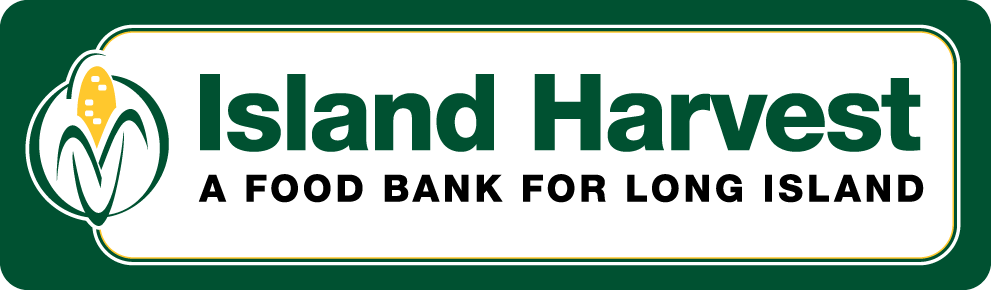 Island Harvest
A FOOD BANK FOR LONG ISLAND